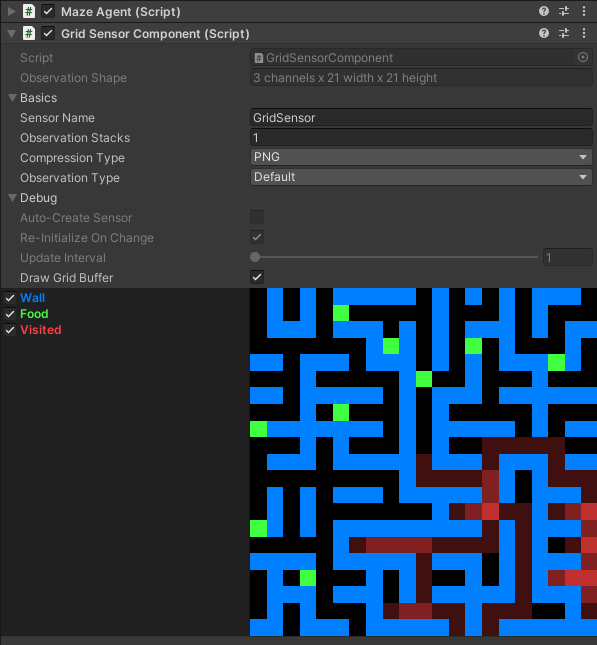 Maze Agent (Script)
Grid Sensor Component (Script)
Script GridSensorComponent
Observation Shape 3 channels x 21 width x 21 height
Basics
Sensor Name GridSensor
Observation Stacks 1
Compression Type PNG
Observation Type Default
Debug
Auto-Create Sensor
Re-Initialize On Change
Update Interval 1
Draw Grid Buffer
Wall
Food
Visited